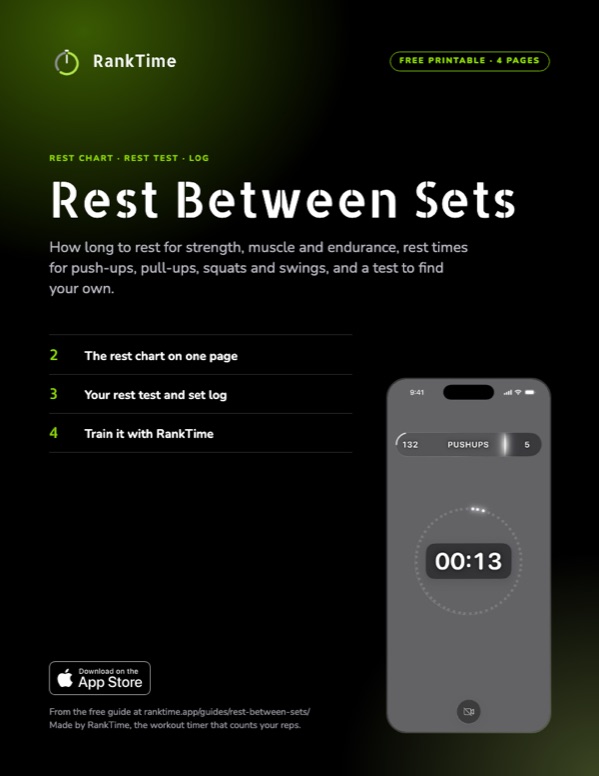 RankTime
FREE PRINTABLE · 4 PAGES
REST CHART · REST TEST · LOG
Rest Between Sets
How long to rest for strength, muscle and endurance, rest times
for push-ups, pull-ups, squats and swings, and a test to find
your own.
2 The rest chart on one page
3 Your rest test and set log
4 Train it with RankTime
9:41
132 PUSHUPS 5
00:13
Download on the
App Store
From the free guide at ranktime.app/guides/rest-between-sets/
Made by RankTime, the workout timer that counts your reps.